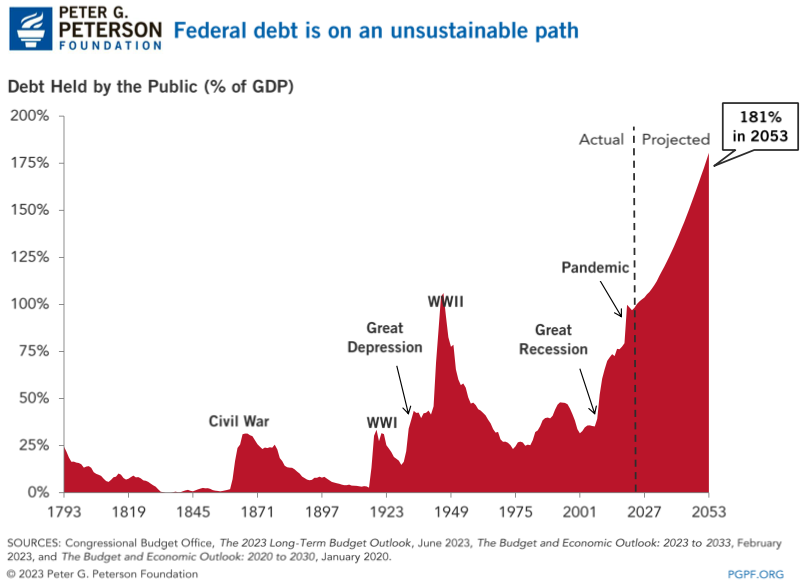 PETER G.
PETERSON
FOUNDATION
Federal debt is on an unsustainable path
Debt Held by the Public (% of GDP)
200%
175%
150%
125%
100%
75%
50%
25%
0%
Actual
Projected
181%
in 2053
Pandemic
WWII
Great
Depression
Great
Recession
Civil War
WWI
1793
1819
1845
1871
1897
1923
1949
1975
2001
2027
2053
SOURCES: Congressional Budget Office, The 2023 Long-Term Budget Outlook, June 2023, The Budget and Economic Outlook: 2023 to 2033, February
2023, and The Budget and Economic Outlook: 2020 to 2030, January 2020.
© 2023 Peter G. Peterson Foundation
PGPF.ORG